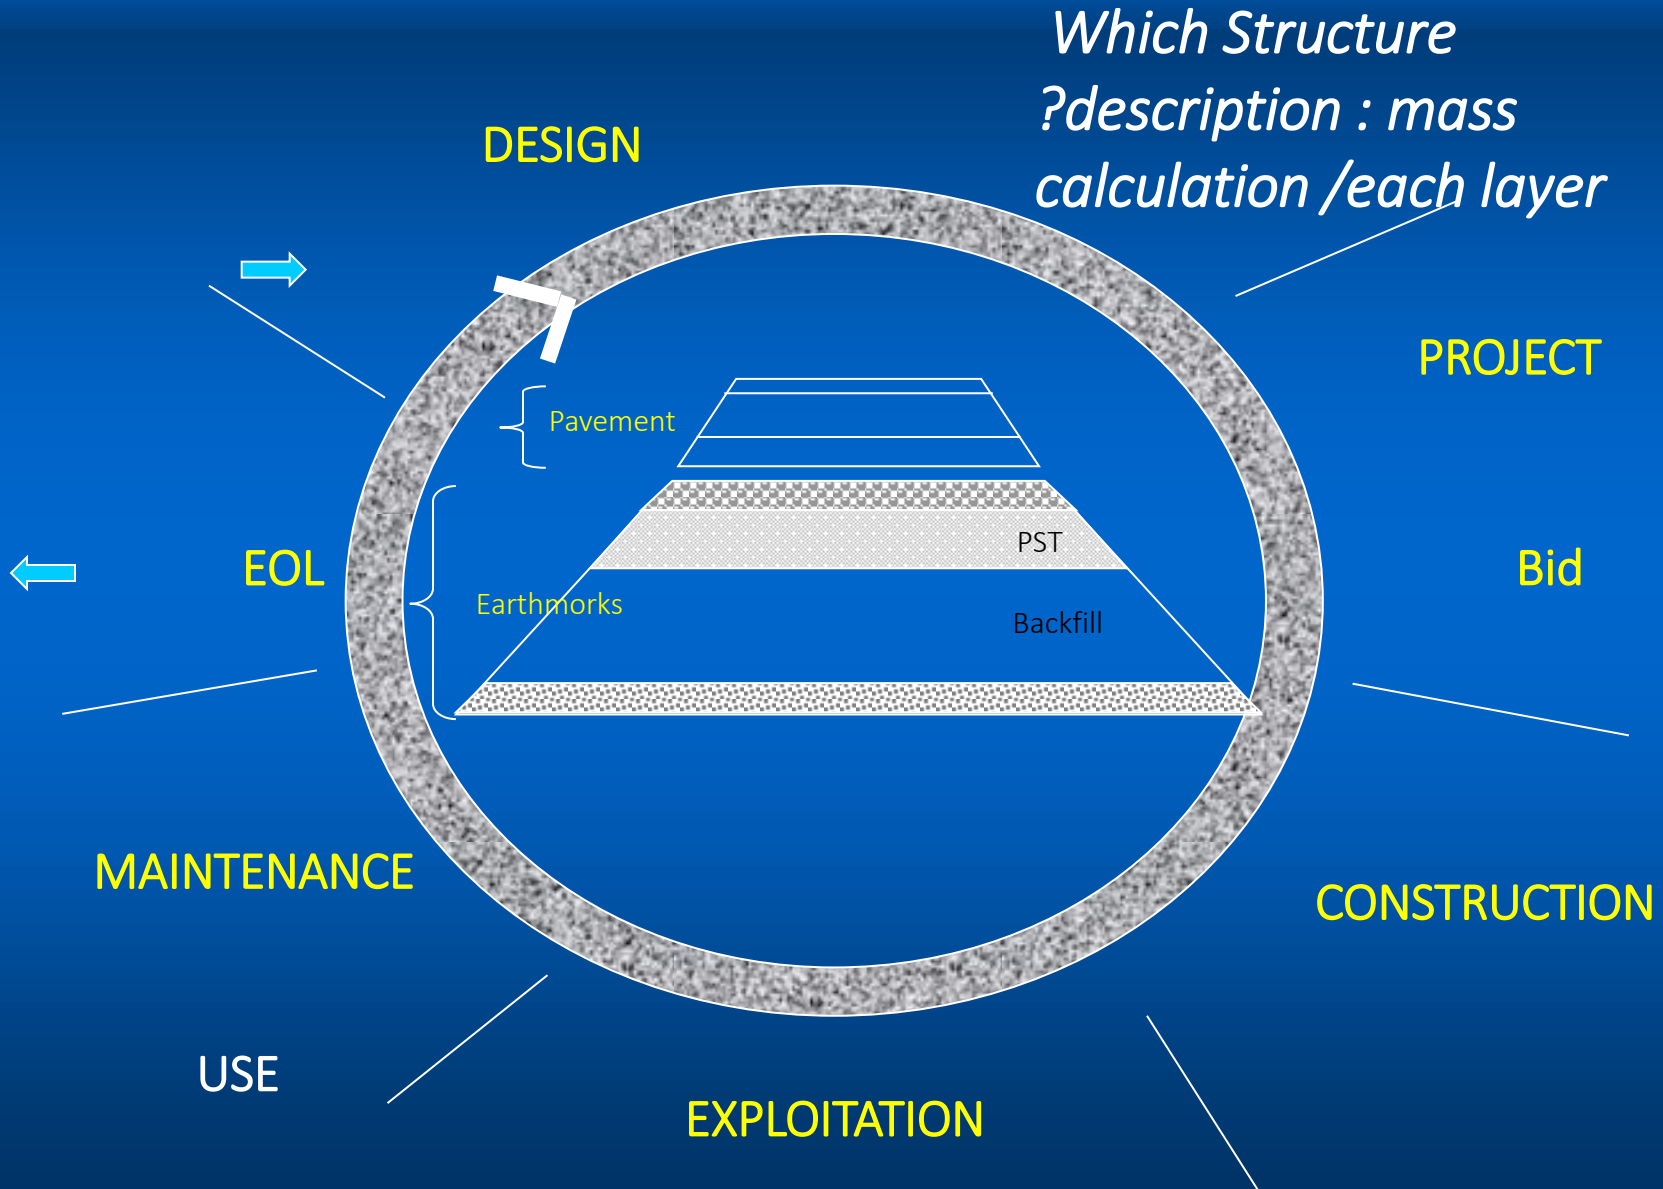 Which Structure
?description : mass
calculation /each layer
DESIGN
PROJECT
Pavement
PST
EOL
Bid
Earthmorks
Backfill
MAINTENANCE
CONSTRUCTION
USE
EXPLOITATION